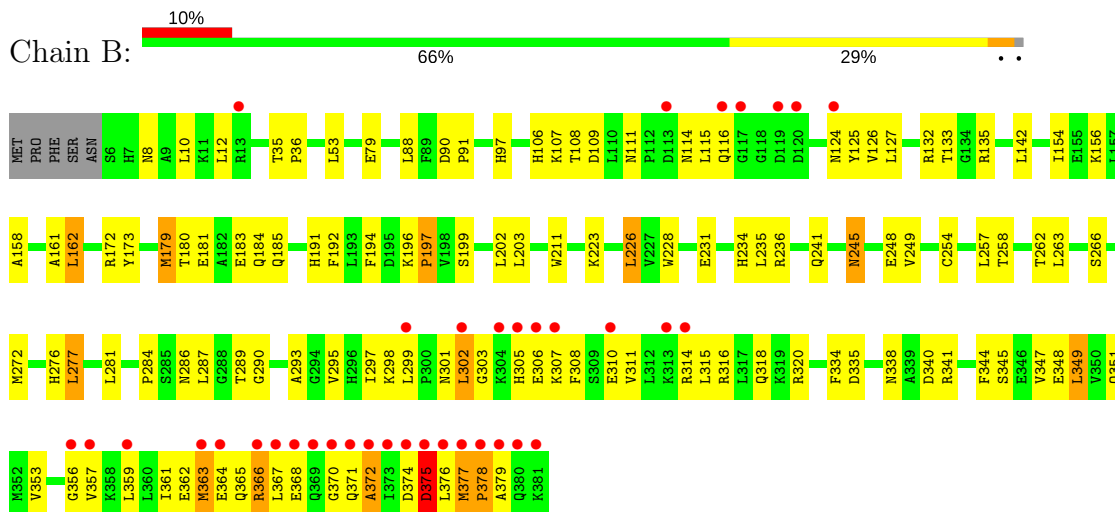 10%
Chain B:
66% 29% • •
MET PRO PHE SER ASN S6 H7 N8 A9 L10 K11 L12 R13 T35 P36 L53 E79 L88 F89 D90 P91 H97 H106 K107 T108 D109 L110 N111 P112 D113 N114 L115 Q116 G117 G118 D119 D120 N124 Y125 V126 L127 R132 T133 G134 R135 L142 I154 E155 K156 L157
A158 A161 L162 R172 Y173 M179 T180 E181 A182 E183 Q184 Q185 H191 F192 L193 F194 D195 K196 P197 V198 S199 L202 L203 W211 K223 L226 V227 W228 E231 H234 L235 R236 Q241 N245 E248 V249 C254 L257 T258 T262 L263 S266
M272 H276 L277 L281 P284 S285 N286 L287 G288 T289 G290 A293 G294 V295 H296 I297 K298 L299 P300 N301 L302 G303 K304 H305 E306 K307 F308 S309 E310 V311 L312 K313 R314 L315 R316 L317 Q318 K319 R320 F334 D335 N338 A339 D340 R341 F344 S345 E346 V347 E348 L349 V350 Q351
M352 V353 G356 V357 K358 L359 L360 I361 E362 M363 E364 Q365 R366 L367 E368 Q369 G370 Q371 A372 I373 D374 D375 L376 M377 P378 A379 Q380 K381